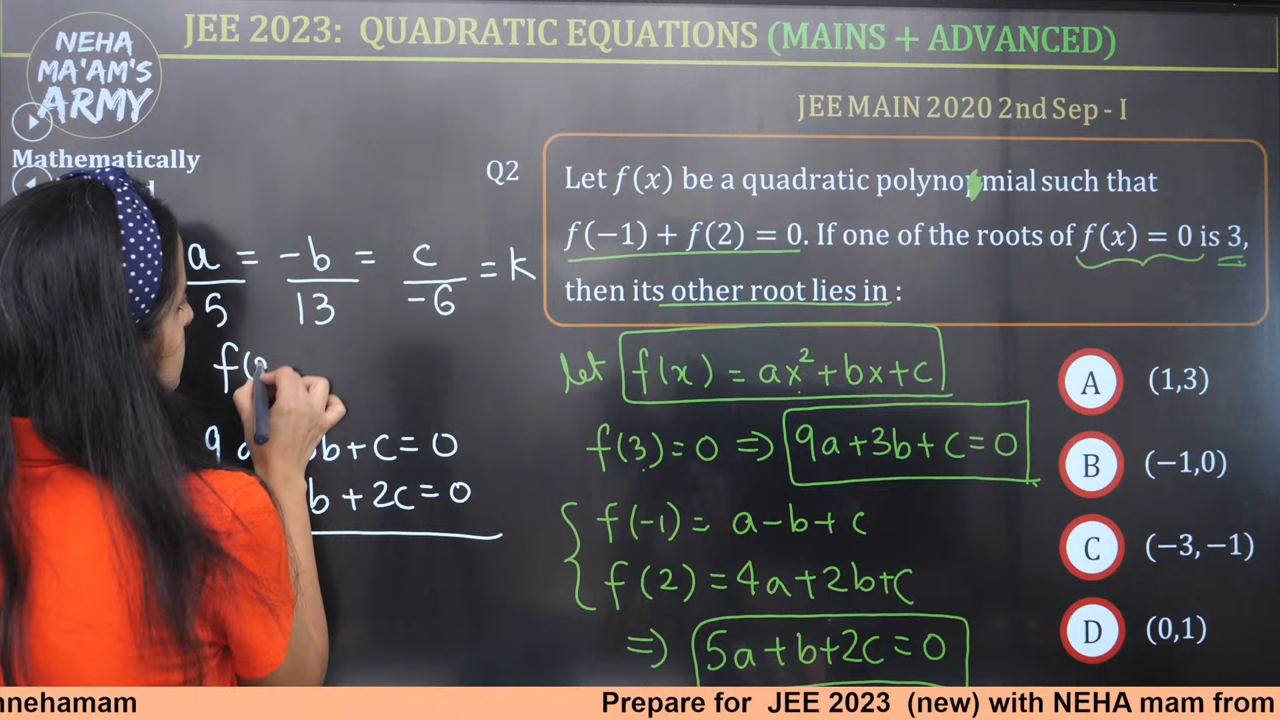 JEE 2023: QUADRATIC EQUATIONS (MAINS + ADVANCED)
NEHA
MA'AM'S
ARMY
Mathematically
JEE MAIN 2020 2nd Sep - I
Q2
Let f(x) be a quadratic polynomial such that
f(−1) + f(2) = 0. If one of the roots of f(x) = 0 is 3,
then its other root lies in :
a/5 = -b/13 = c/-6 = k
f(
9 b+c=0
b+2c=0
let f(x) = ax²+bx+c
f(3)=0 ⇒ 9a+3b+c=0
f(-1)= a-b+c
f(2)=4a+2b+c
⇒ 5a+b+2c=0
A (1,3)
B (−1,0)
C (−3,−1)
D (0,1)
nnehamam
Prepare for JEE 2023 (new) with NEHA mam from